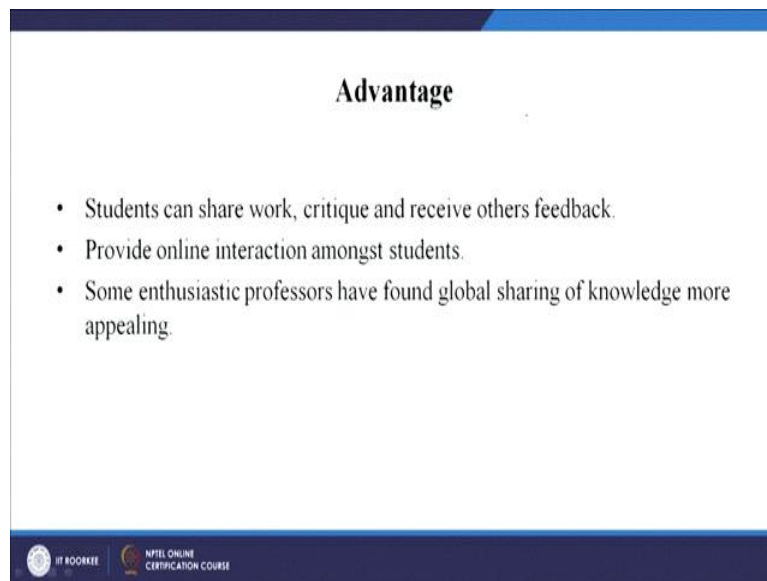 Advantage
• Students can share work, critique and receive others feedback.
• Provide online interaction amongst students.
• Some enthusiastic professors have found global sharing of knowledge more
appealing.
IIT ROORKEE
NPTEL ONLINE
CERTIFICATION COURSE